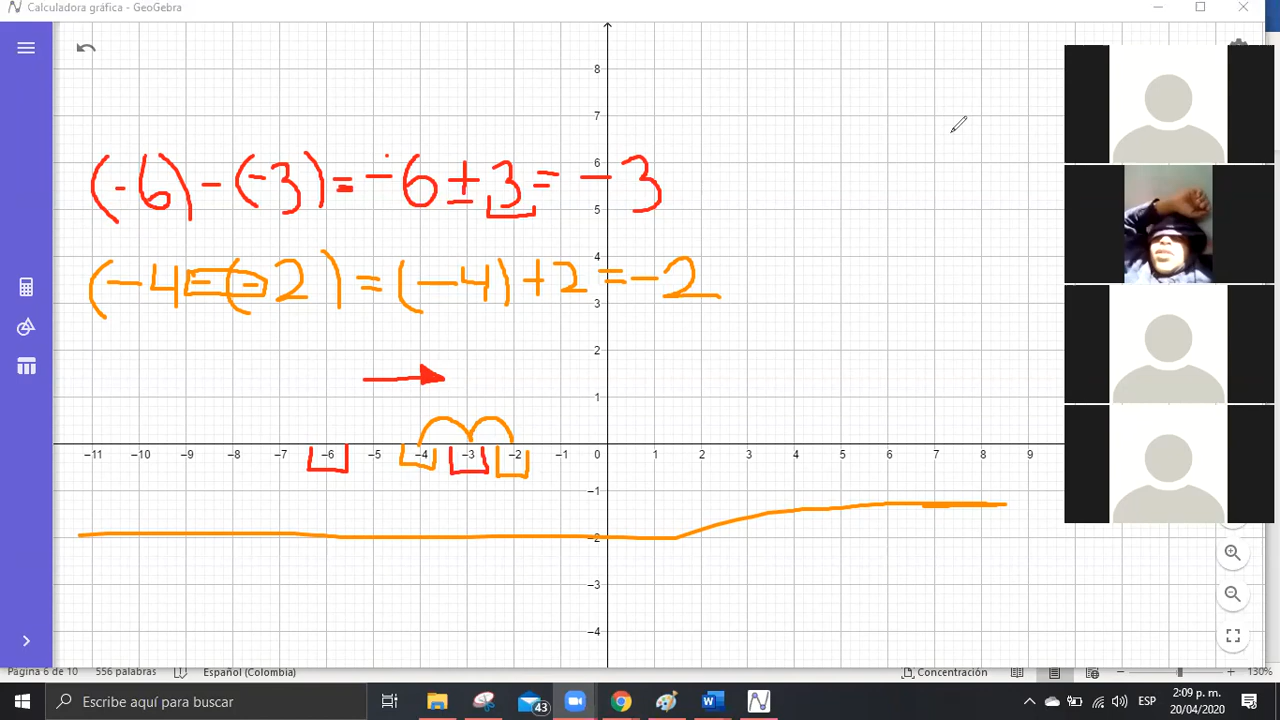 Calculadora gráfica - GeoGebra
(-6) - (-3) = -6 + 3 = -3
(-4 - (-2) = (-4) + 2 = -2
8
7
6
5
4
3
2
1
-11 -10 -9 -8 -7 -6 -5 -4 -3 -2 -1 0 1 2 3 4 5 6 7 8 9
-1
-2
-3
-4
Página 6 de 10 556 palabras Español (Colombia) Concentración 130%
Escribe aquí para buscar 43 ESP 2:09 p. m.
20/04/2020